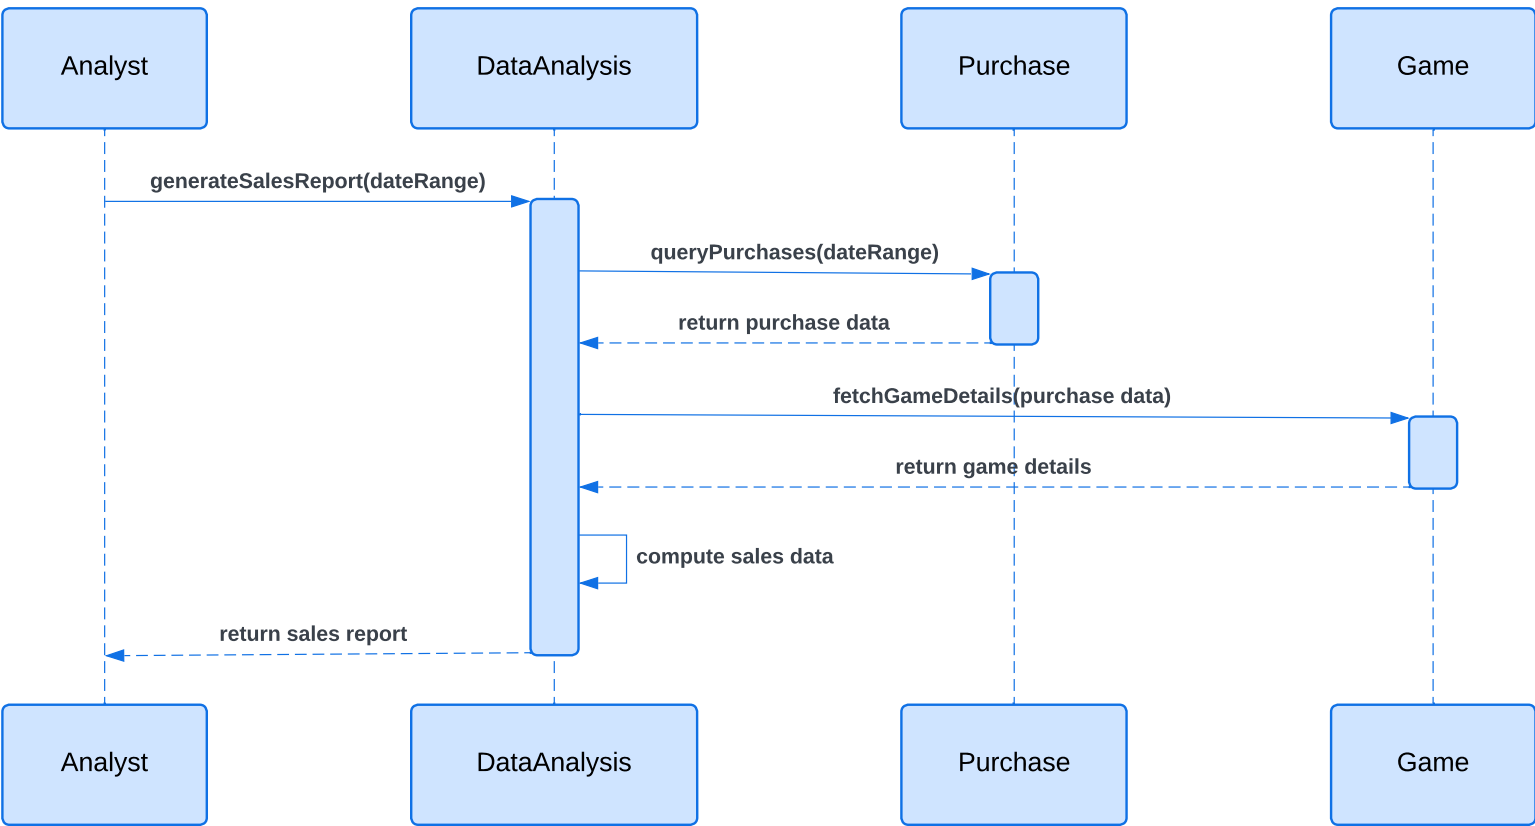 Analyst
DataAnalysis
Purchase
Game
generateSalesReport(dateRange)
queryPurchases(dateRange)
return purchase data
fetchGameDetails(purchase data)
return game details
compute sales data
return sales report
Analyst
DataAnalysis
Purchase
Game